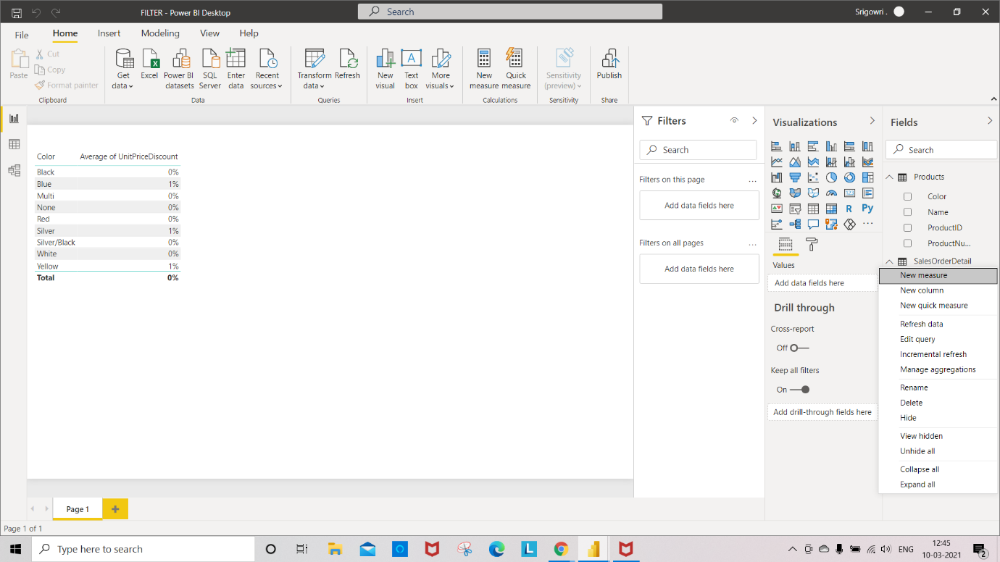 FILTER - Power BI Desktop
Search
Srigowri .
File
Home
Insert
Modeling
View
Help
Paste
Cut
Copy
Format painter
Clipboard
Get data
Excel
Power BI datasets
SQL Server
Enter data
Recent sources
Data
Transform data
Refresh
Queries
New visual
Text box
More visuals
Insert
New measure
Quick measure
Calculations
Sensitivity (preview)
Sensitivity
Publish
Share
Color Average of UnitPriceDiscount
Black 0%
Blue 1%
Multi 0%
None 0%
Red 0%
Silver 1%
Silver/Black 0%
White 0%
Yellow 1%
Total 0%
Filters
Search
Filters on this page ...
Add data fields here
Filters on all pages ...
Add data fields here
Visualizations
R
Py
...
Values
Add data fields here
Drill through
Cross-report
Off
Keep all filters
On
Add drill-through fields here
Fields
Search
Products
Color
Name
ProductID
ProductNu...
SalesOrderDetail
New measure
New column
New quick measure
Refresh data
Edit query
Incremental refresh
Manage aggregations
Rename
Delete
Hide
View hidden
Unhide all
Collapse all
Expand all
Page 1
Page 1 of 1
Type here to search
L
ENG
12:45
10-03-2021
2